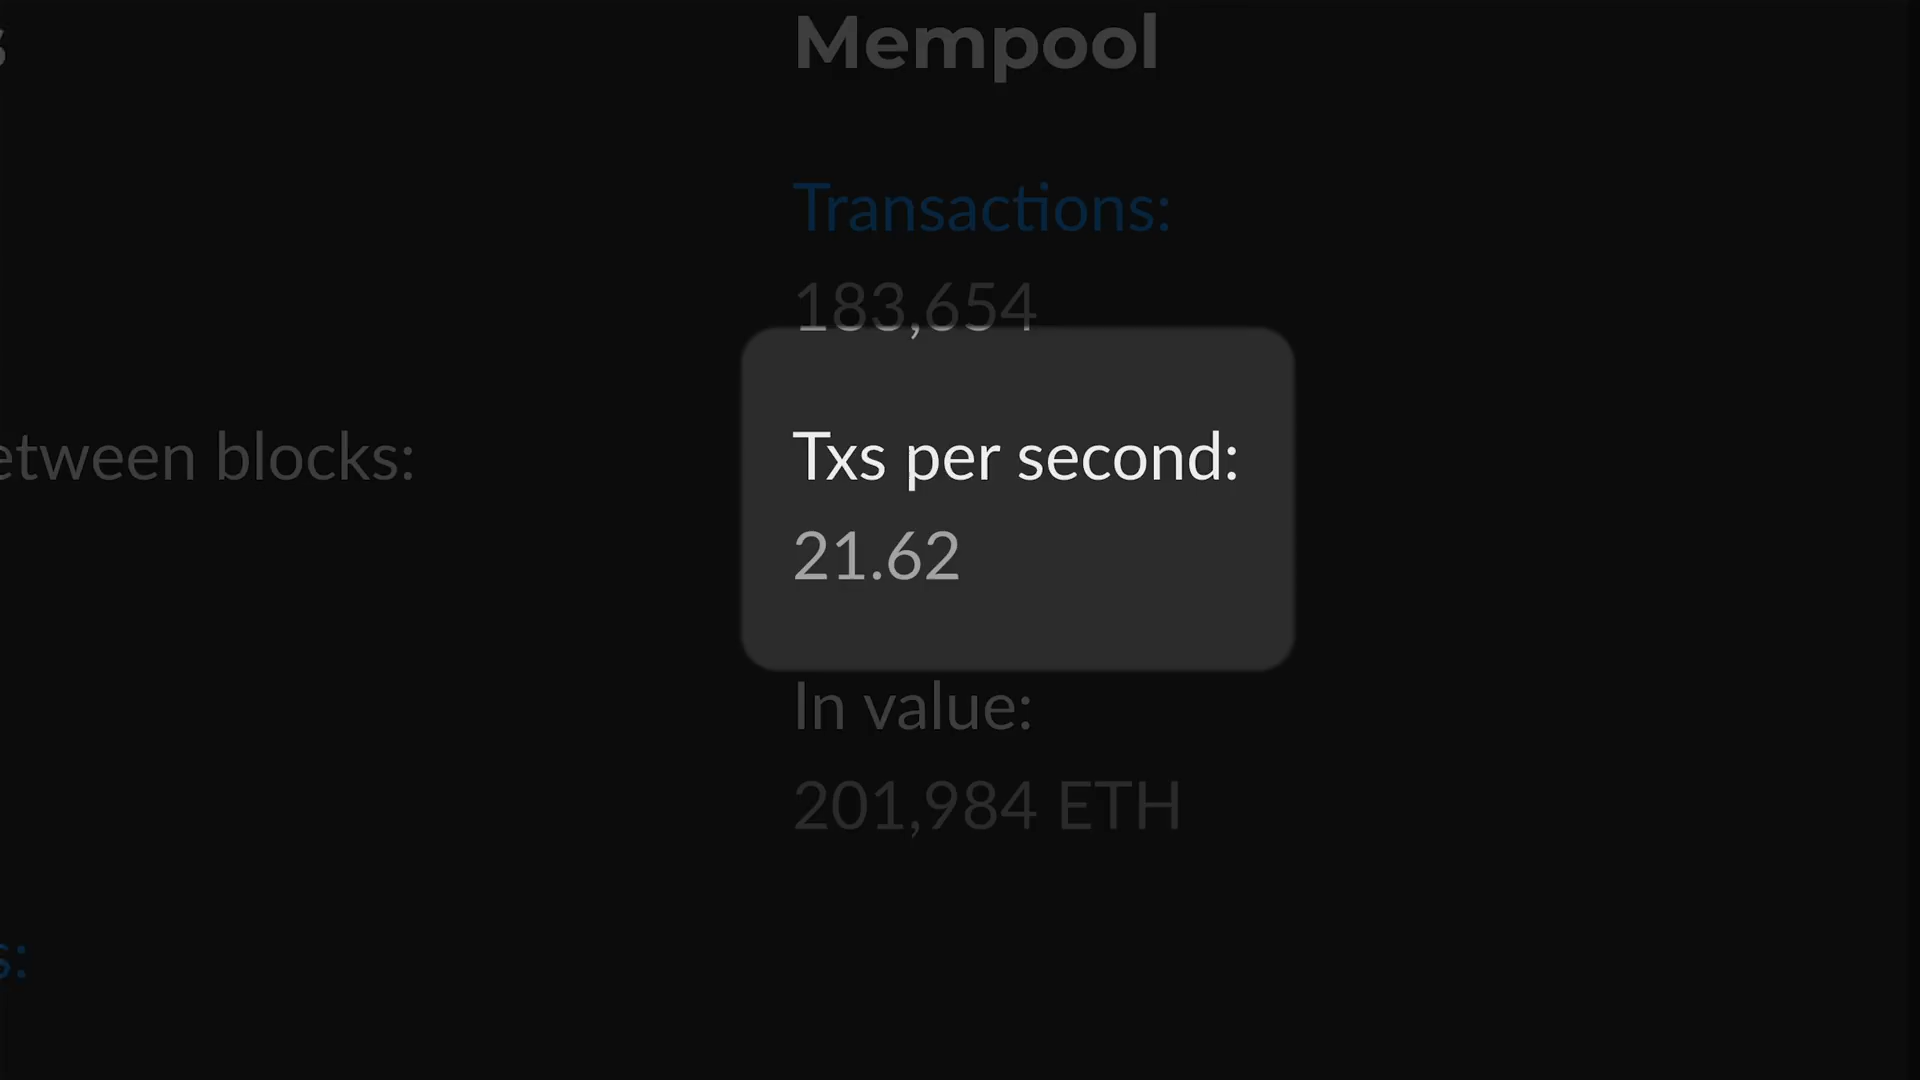 s
Mempool
Transactions:
183,654
etween blocks:
Txs per second:
21.62
In value:
201,984 ETH
s: